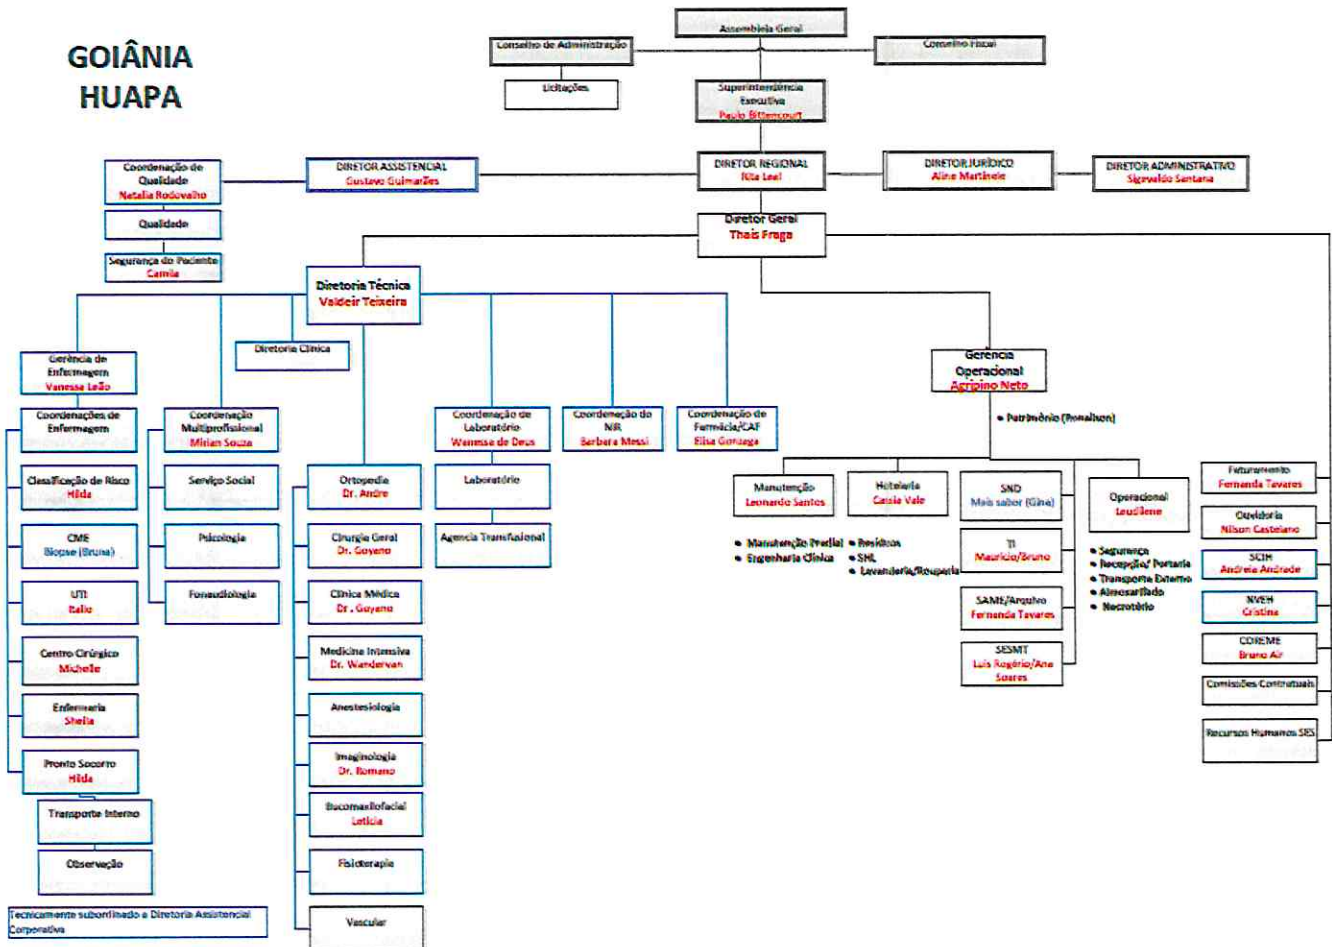 GOIÂNIA
HUAPA
Assembleia Geral
Conselho de Administração
Conselho Fiscal
Licitações
Superintendência
Executiva
Paulo Bittencourt
Coordenação de
Qualidade
Natalia Rodovalho
DIRETOR ASSISTENCIAL
Gustavo Guimarães
DIRETOR REGIONAL
Rita Leal
DIRETOR JURÍDICO
Aline Martinele
DIRETOR ADMINISTRATIVO
Sigevaldo Santana
Qualidade
Diretor Geral
Thais Fraga
Segurança do Paciente
Camila
Diretoria Técnica
Valdeir Teixeira
Diretoria Clínica
Gerência de
Enfermagem
Vanessa Leão
Gerência
Operacional
Agripino Neto
Coordenações de
Enfermagem
Coordenação
Multiprofissional
Mirian Souza
Coordenação de
Laboratório
Wanessa de Deus
Coordenação do
NIR
Barbara Messi
Coordenação de
Farmácia/CAF
Elisa Gonzaga
• Patrimônio (Ronalson)
Classificação de Risco
Hilda
Serviço Social
Ortopedia
Dr. Andre
Laboratório
Manutenção
Leonardo Santos
Hotelaria
Cassia Vale
SND
Mais sabor (Gina)
Operacional
Leudilene
Faturamento
Fernanda Tavares
CME
Biopse (Bruna)
Psicologia
Cirurgia Geral
Dr. Goyano
Agencia Transfusional
• Manutenção Predial
• Engenharia Clínica
• Resíduos
• SHL
• Lavanderia/Rouparia
TI
Mauricio/Bruno
• Segurança
• Recepção/ Portaria
• Transporte Externo
• Almoxarifado
• Necrotério
Ouvidoria
Nilson Castelano
SCIH
Andreia Andrade
UTI
Italo
Fonaudiologia
Clínica Médica
Dr. Goyano
SAME/Arquivo
Fernanda Tavares
NVEH
Cristina
Centro Cirúrgico
Michelle
Medicina Intensiva
Dr. Wandervan
SESMT
Luis Rogério/Ana
Soares
COREME
Bruno Air
Enfermaria
Sheila
Anestesiologia
Comissões Contratuais
Pronto Socorro
Hilda
Imaginologia
Dr. Romano
Recursos Humanos SES
Transporte Interno
Bucomaxilofacial
Leticia
Observação
Fisioterapia
Vascular
Tecnicamente subordinado a Diretoria Assistencial
Corporativa